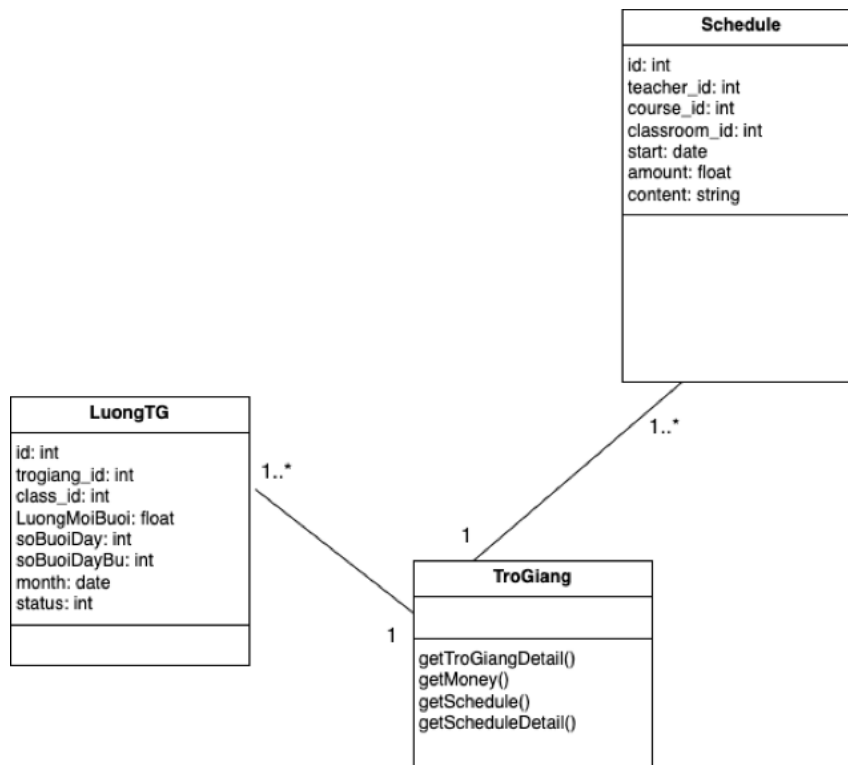 Schedule
id: int
teacher_id: int
course_id: int
classroom_id: int
start: date
amount: float
content: string
1..*
LuongTG
id: int
trogiang_id: int
class_id: int
LuongMoiBuoi: float
soBuoiDay: int
soBuoiDayBu: int
month: date
status: int
1..*
1
1
TroGiang
getTroGiangDetail()
getMoney()
getSchedule()
getScheduleDetail()